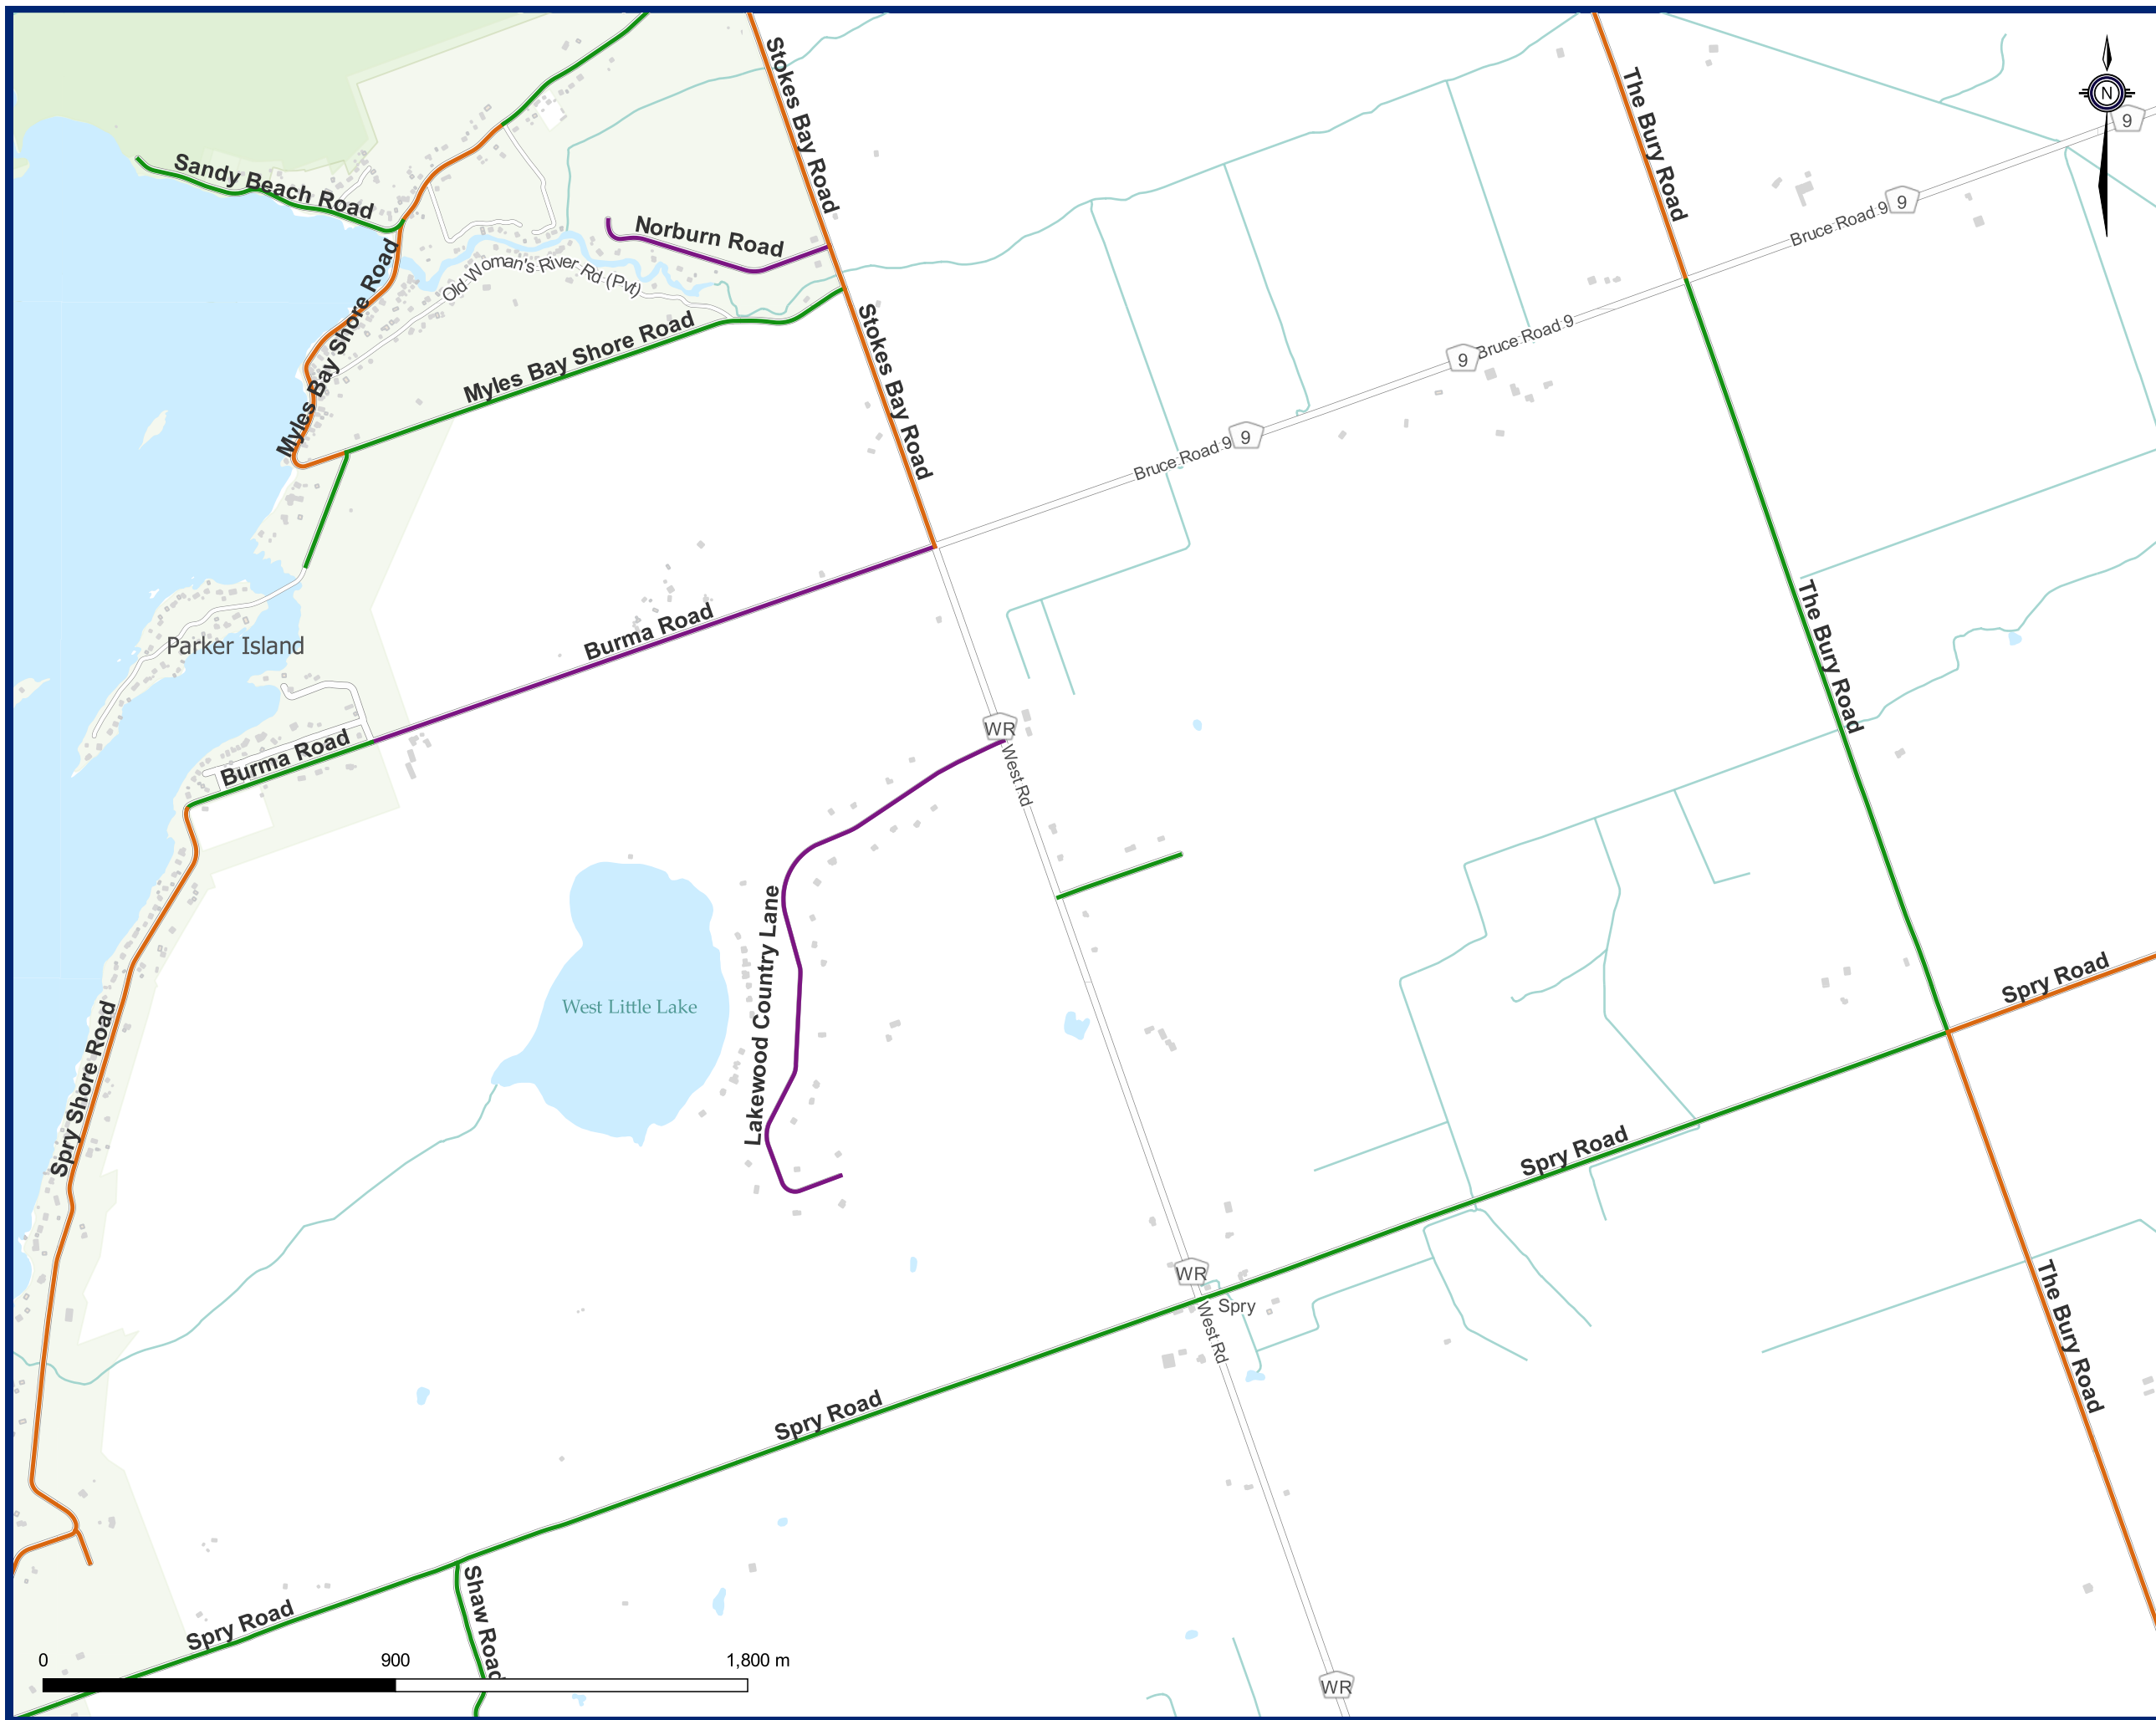 Stokes Bay Road
The Bury Road
N
9
Sandy Beach Road
9
Norburn Road
Bruce Road 9
Myles Bay Shore Road
Old Woman's River Rd (Pvt)
Myles Bay Shore Road
Stokes Bay Road
Bruce Road 9
9
Bruce Road 9
9
Burma Road
The Bury Road
Parker Island
WR
Burma Road
West Rd
Lakewood Country Lane
West Little Lake
Spry Road
Spry Shore Road
Spry Road
WR
Spry
West Rd
The Bury Road
Spry Road
Shaw Road
Spry Road
0 900 1,800 m
WR